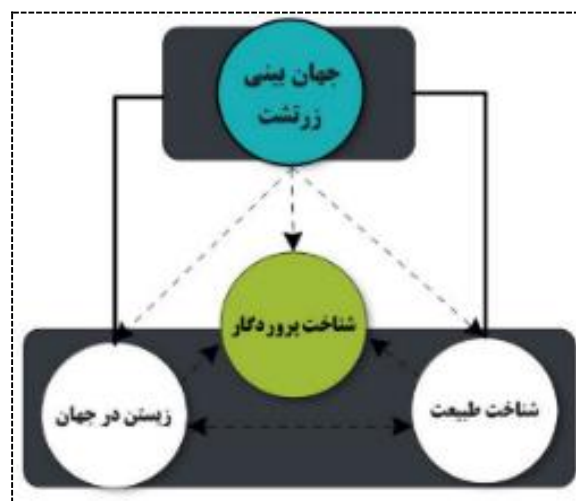 جهان بینی
زرتشت
شناخت پروردگار
شناخت طبیعت
زیستن در جهان